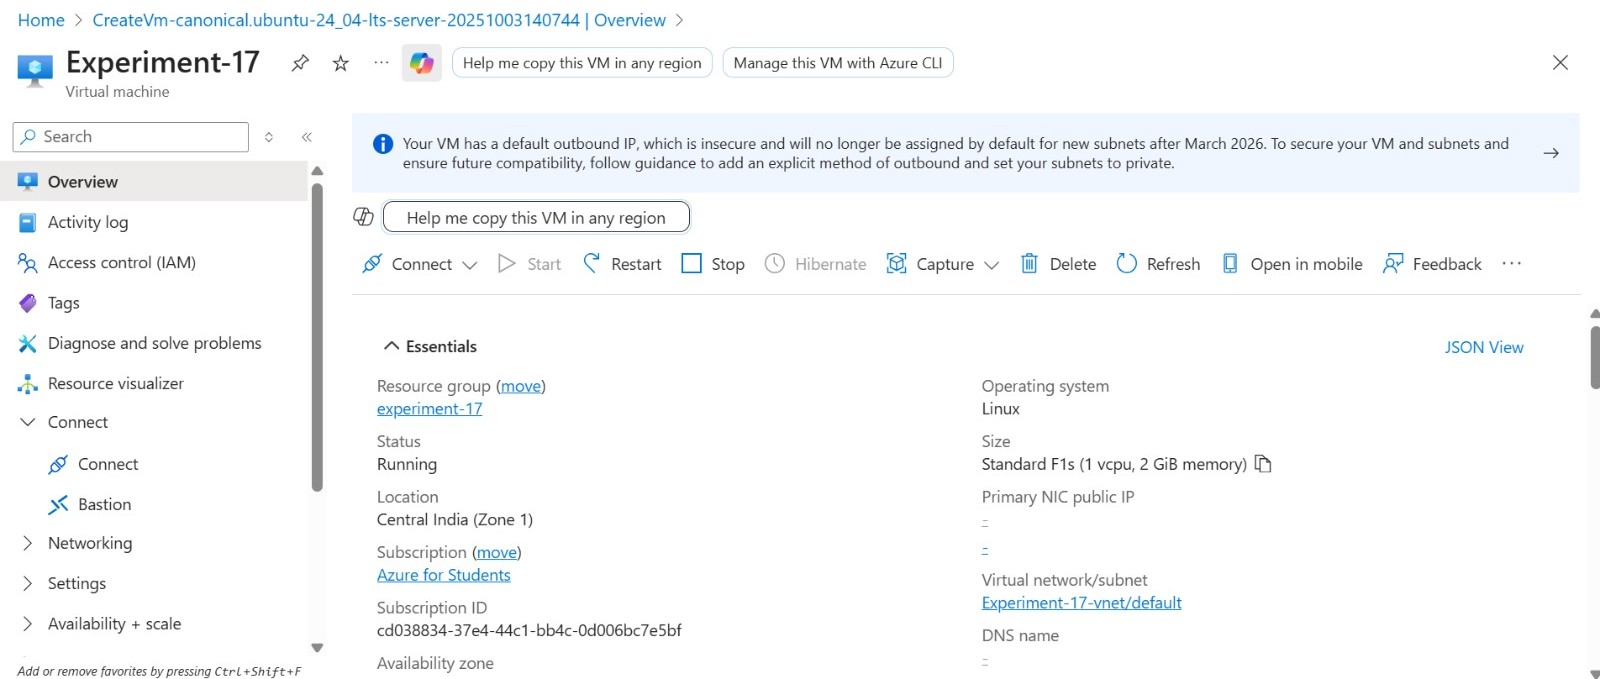 Home > CreateVm-canonical.ubuntu-24_04-lts-server-20251003140744 | Overview >
Experiment-17
Virtual machine
Help me copy this VM in any region
Manage this VM with Azure CLI
Search
Overview
Activity log
Access control (IAM)
Tags
Diagnose and solve problems
Resource visualizer
Connect
Connect
Bastion
Networking
Settings
Availability + scale
Add or remove favorites by pressing Ctrl+Shift+F
Your VM has a default outbound IP, which is insecure and will no longer be assigned by default for new subnets after March 2026. To secure your VM and subnets and
ensure future compatibility, follow guidance to add an explicit method of outbound and set your subnets to private.
Help me copy this VM in any region
Connect Start Restart Stop Hibernate Capture Delete Refresh Open in mobile Feedback ...
Essentials
JSON View
Resource group (move)
experiment-17
Status
Running
Location
Central India (Zone 1)
Subscription (move)
Azure for Students
Subscription ID
cd038834-37e4-44c1-bb4c-0d006bc7e5bf
Availability zone
Operating system
Linux
Size
Standard F1s (1 vcpu, 2 GiB memory)
Primary NIC public IP
-
-
Virtual network/subnet
Experiment-17-vnet/default
DNS name
-